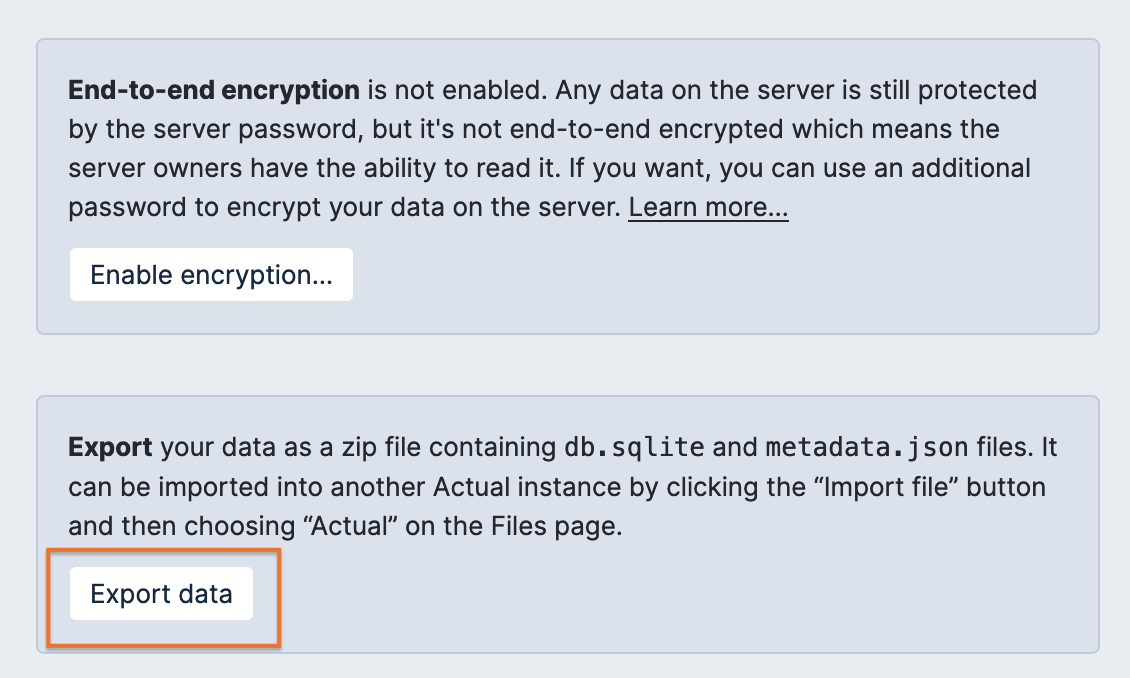 End-to-end encryption is not enabled. Any data on the server is still protected
by the server password, but it's not end-to-end encrypted which means the
server owners have the ability to read it. If you want, you can use an additional
password to encrypt your data on the server. Learn more...
Enable encryption...
Export your data as a zip file containing db.sqlite and metadata.json files. It
can be imported into another Actual instance by clicking the “Import file” button
and then choosing “Actual” on the Files page.
Export data